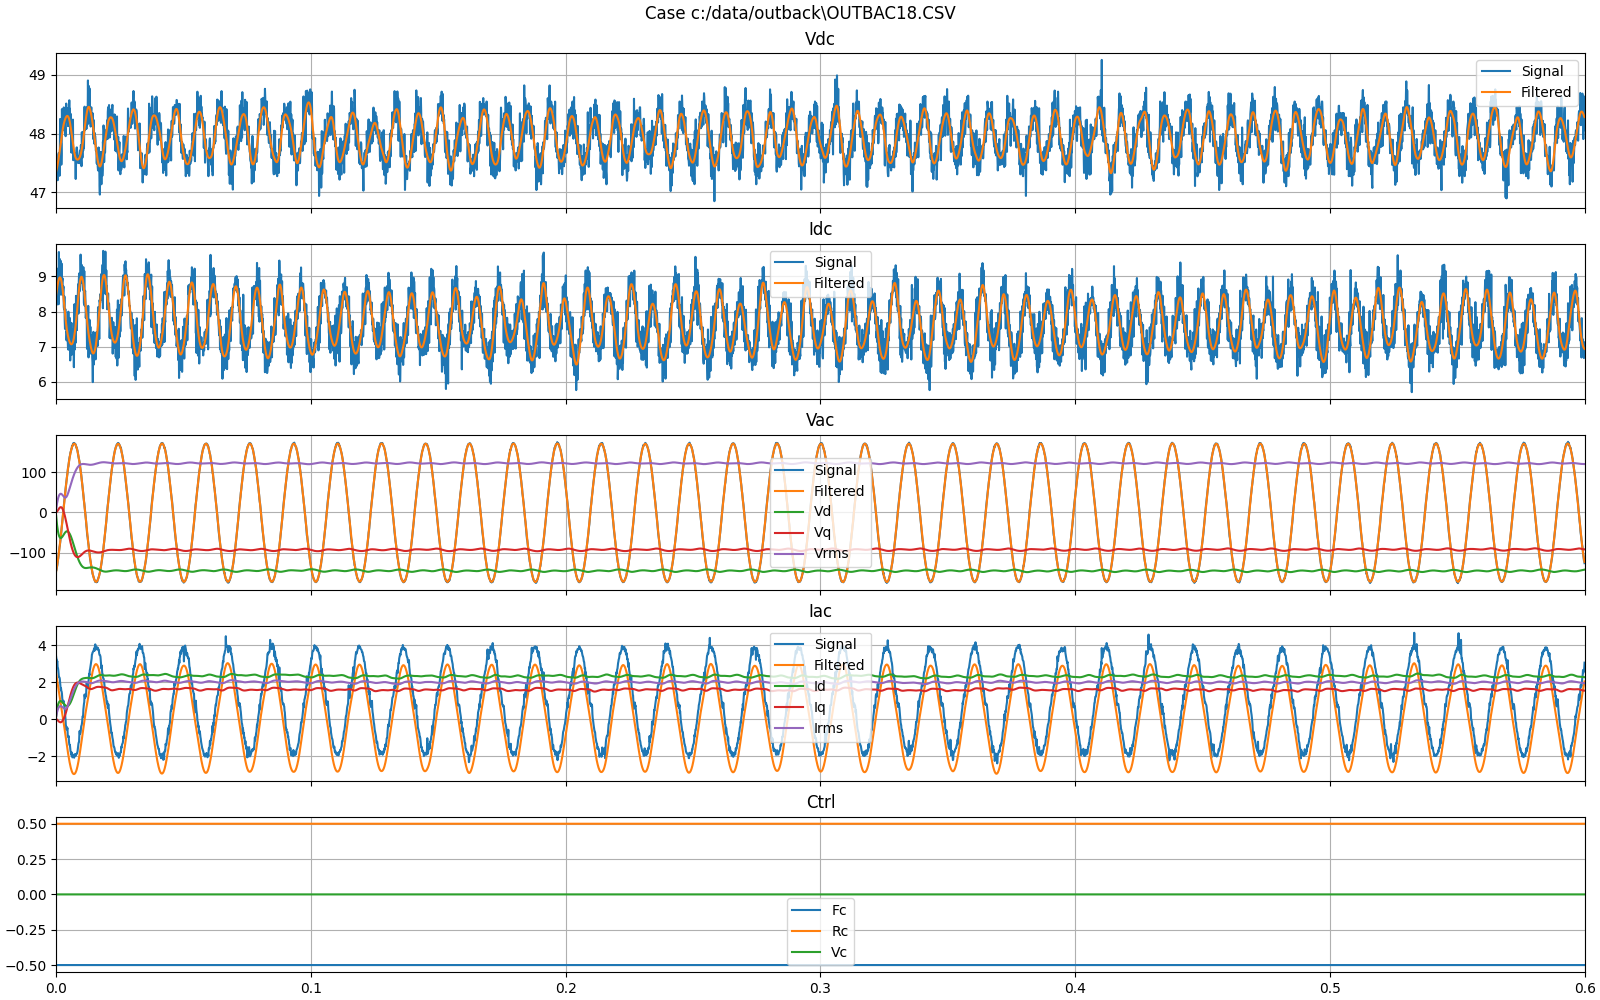 Case c:/data/outback\OUTBAC18.CSV
Vdc
49
48
47
Signal
Filtered
Idc
9
8
7
6
Signal
Filtered
Vac
100
0
−100
Signal
Filtered
Vd
Vq
Vrms
Iac
4
2
0
−2
Signal
Filtered
Id
Iq
Irms
Ctrl
0.50
0.25
0.00
−0.25
−0.50
Fc
Rc
Vc
0.0 0.1 0.2 0.3 0.4 0.5 0.6